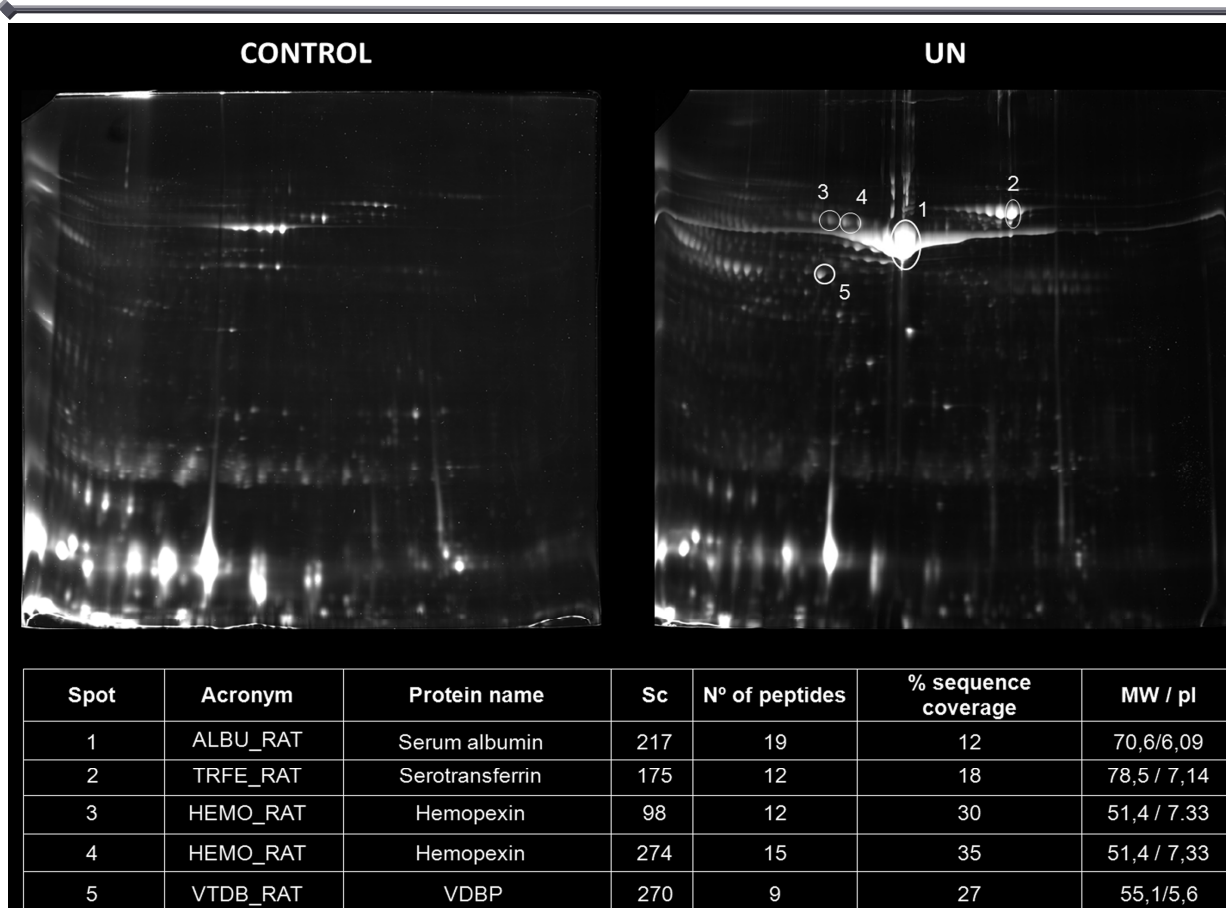 CONTROL
UN
3
4
1
2
5
Spot Acronym Protein name Sc Nº of peptides % sequence coverage MW / pI
1 ALBU_RAT Serum albumin 217 19 12 70,6/6,09
2 TRFE_RAT Serotransferrin 175 12 18 78,5 / 7,14
3 HEMO_RAT Hemopexin 98 12 30 51,4 / 7.33
4 HEMO_RAT Hemopexin 274 15 35 51,4 / 7,33
5 VTDB_RAT VDBP 270 9 27 55,1/5,6